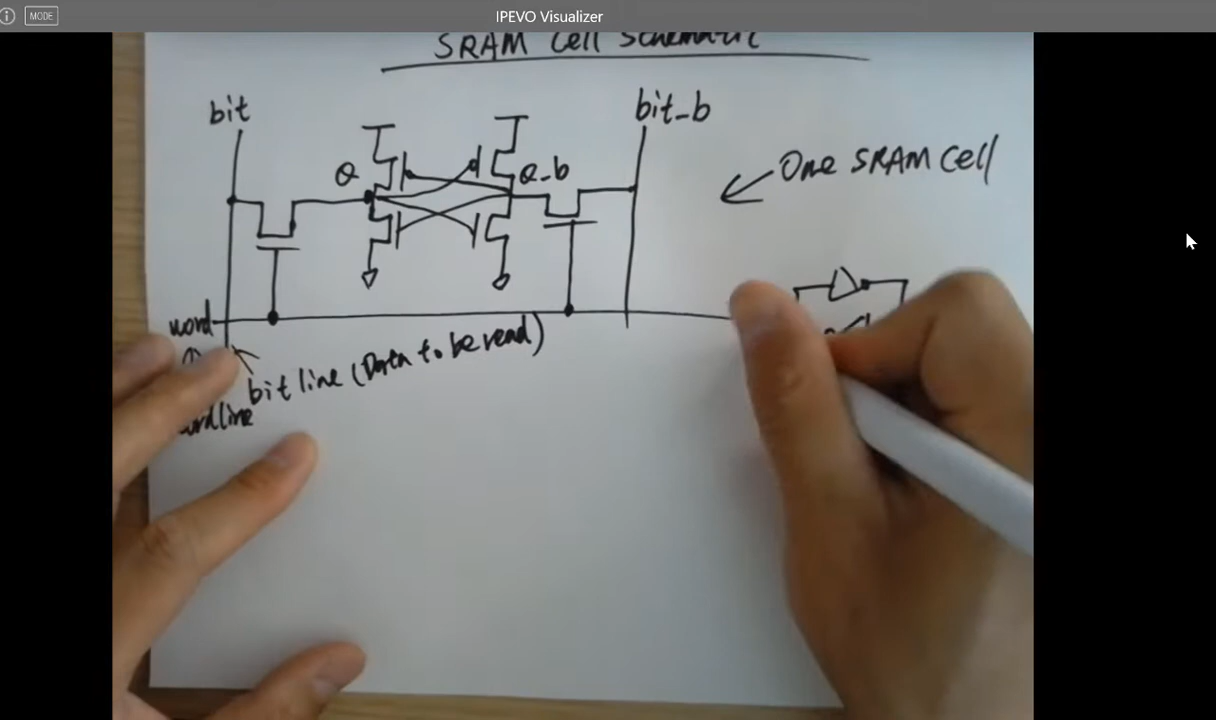 MODE
IPEVO Visualizer
SRAM Cell Schematic
bit
bit_b
Q
Q_b
One SRAM Cell
word
bit line (Data to be read)